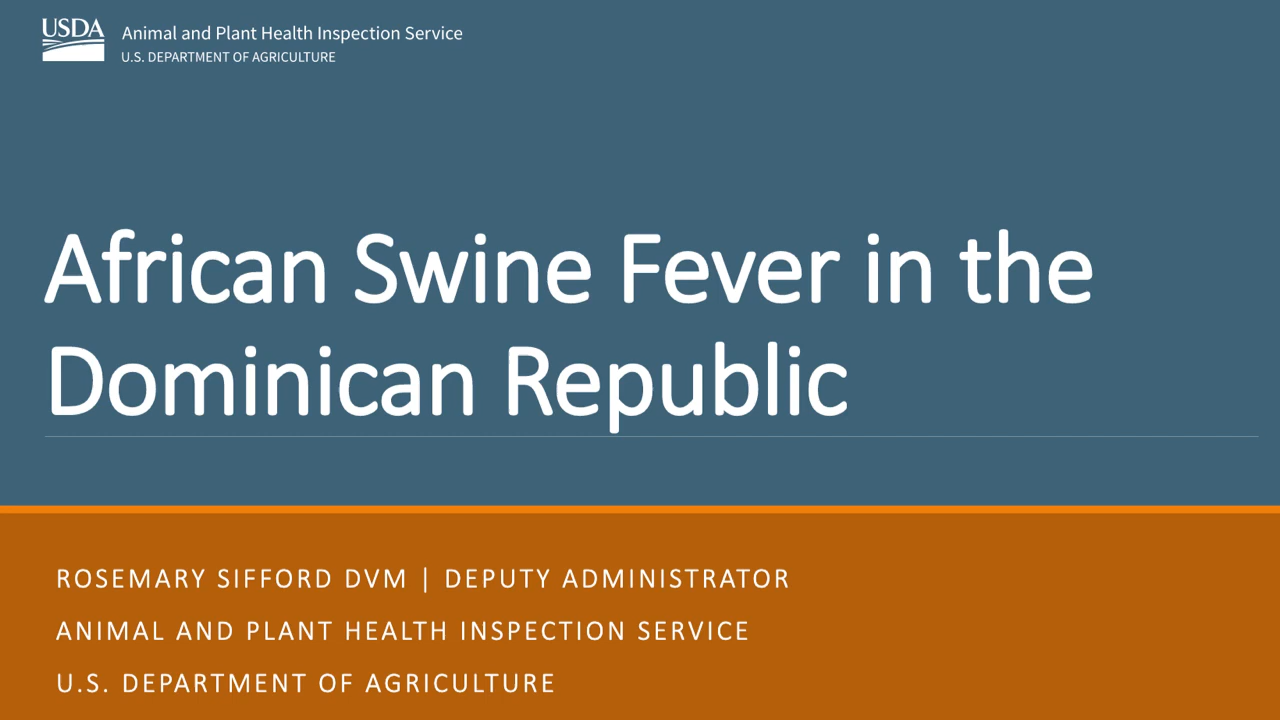 USDA
Animal and Plant Health Inspection Service
U.S. DEPARTMENT OF AGRICULTURE
African Swine Fever in the
Dominican Republic
ROSEMARY SIFFORD DVM | DEPUTY ADMINISTRATOR
ANIMAL AND PLANT HEALTH INSPECTION SERVICE
U.S. DEPARTMENT OF AGRICULTURE